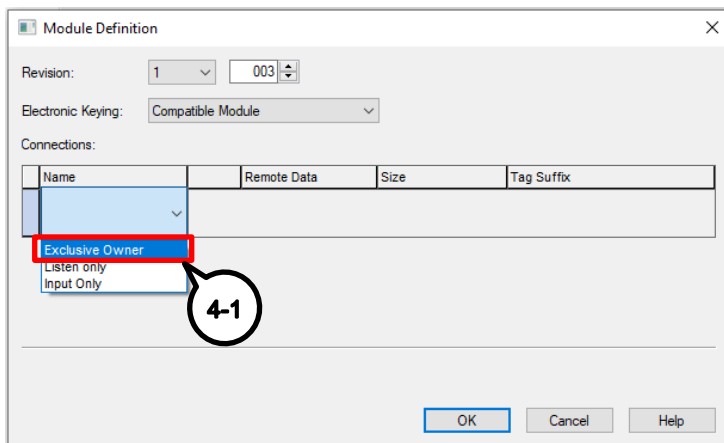 Module Definition
Revision: 1 003
Electronic Keying: Compatible Module
Connections:
Name Remote Data Size Tag Suffix
Exclusive Owner
Listen only
Input Only
4-1
OK Cancel Help